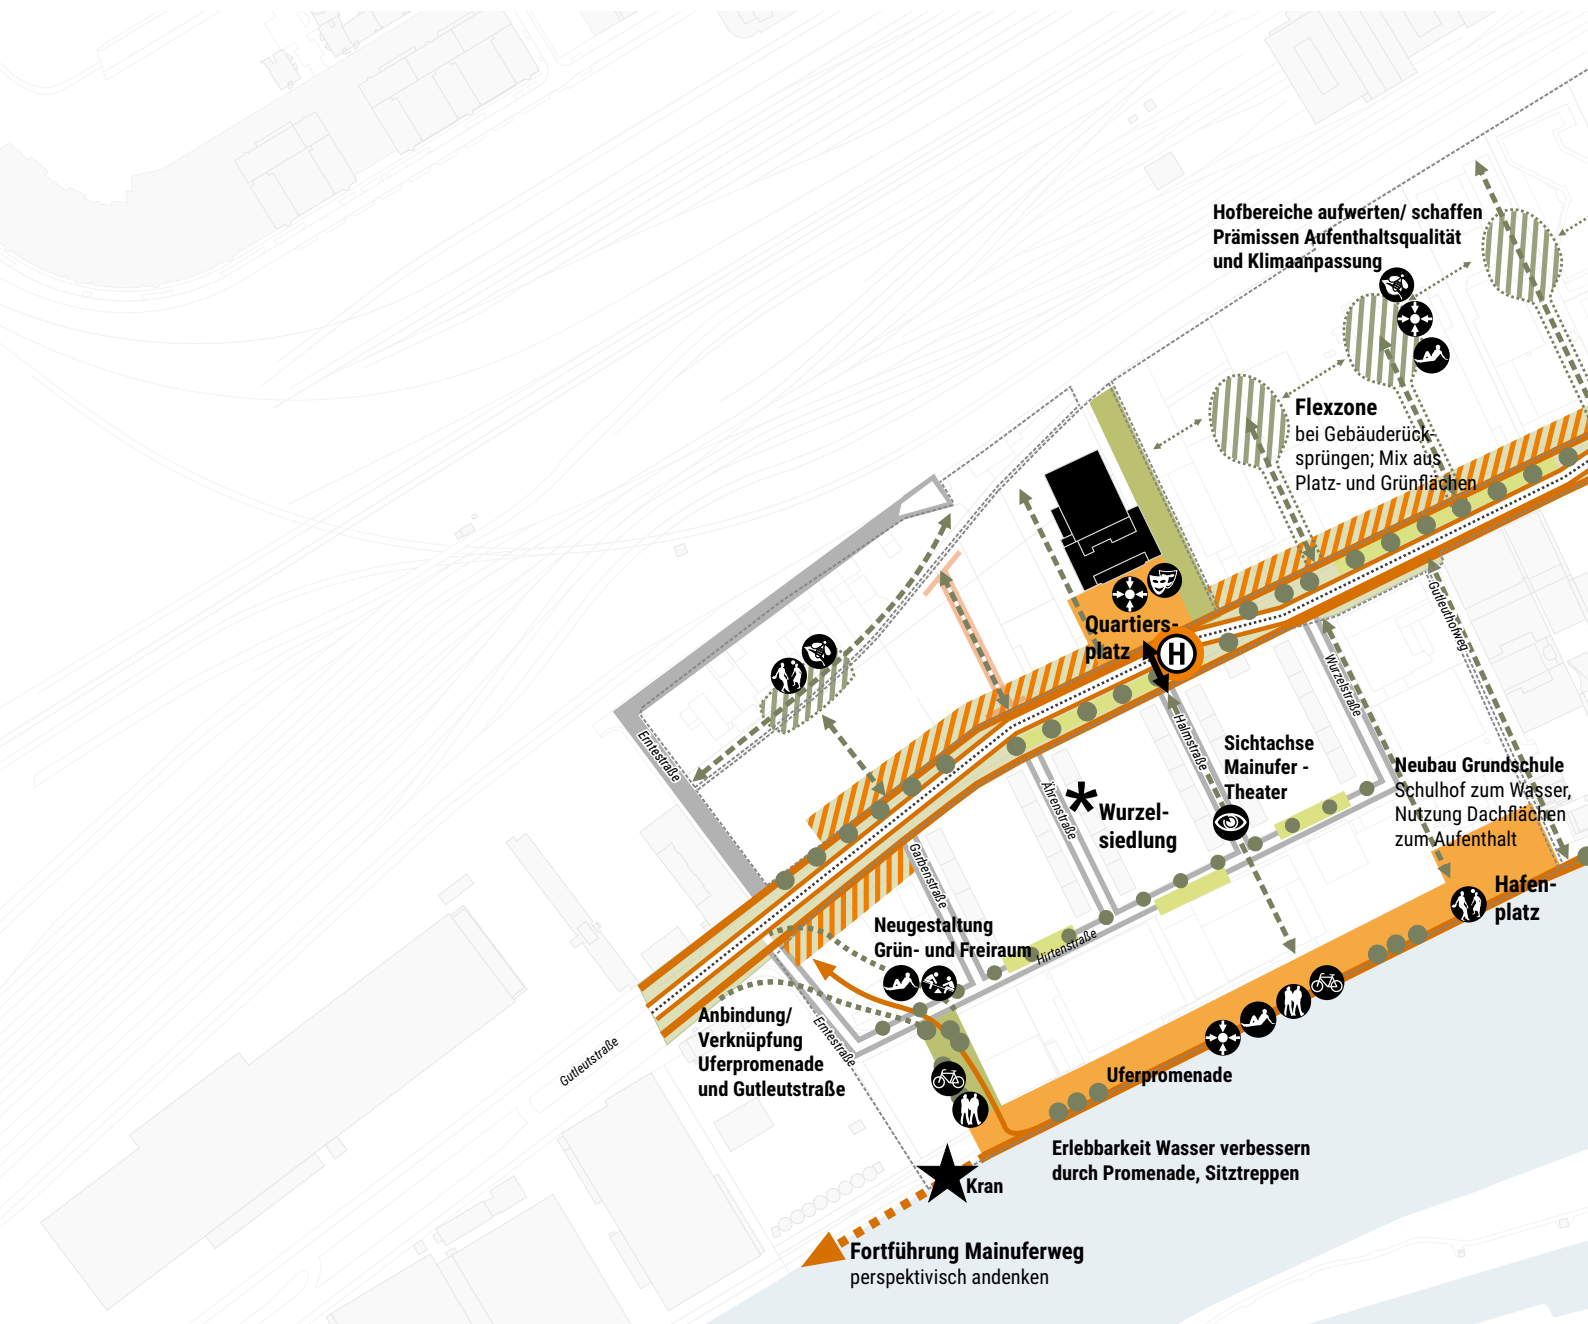 Hofbereiche aufwerten/ schaffen
Prämissen Aufenthaltsqualität
und Klimaanpassung
Flexzone
bei Gebäuderück-
sprüngen; Mix aus
Platz- und Grünflächen
Quartiers-
platz
H
Gutleuthofweg
Wurzelstraße
Halmstraße
Erntestraße
Sichtachse
Mainufer -
Theater
Neubau Grundschule
Schulhof zum Wasser,
Nutzung Dachflächen
zum Aufenthalt
Ährenstraße
* Wurzel-
siedlung
Garbenstraße
Hafen-
platz
Neugestaltung
Grün- und Freiraum
Hirtenstraße
Anbindung/
Verknüpfung
Uferpromenade
und Gutleutstraße
Erntestraße
Gutleutstraße
Uferpromenade
Erlebbarkeit Wasser verbessern
durch Promenade, Sitztreppen
Kran
Fortführung Mainuferweg
perspektivisch andenken